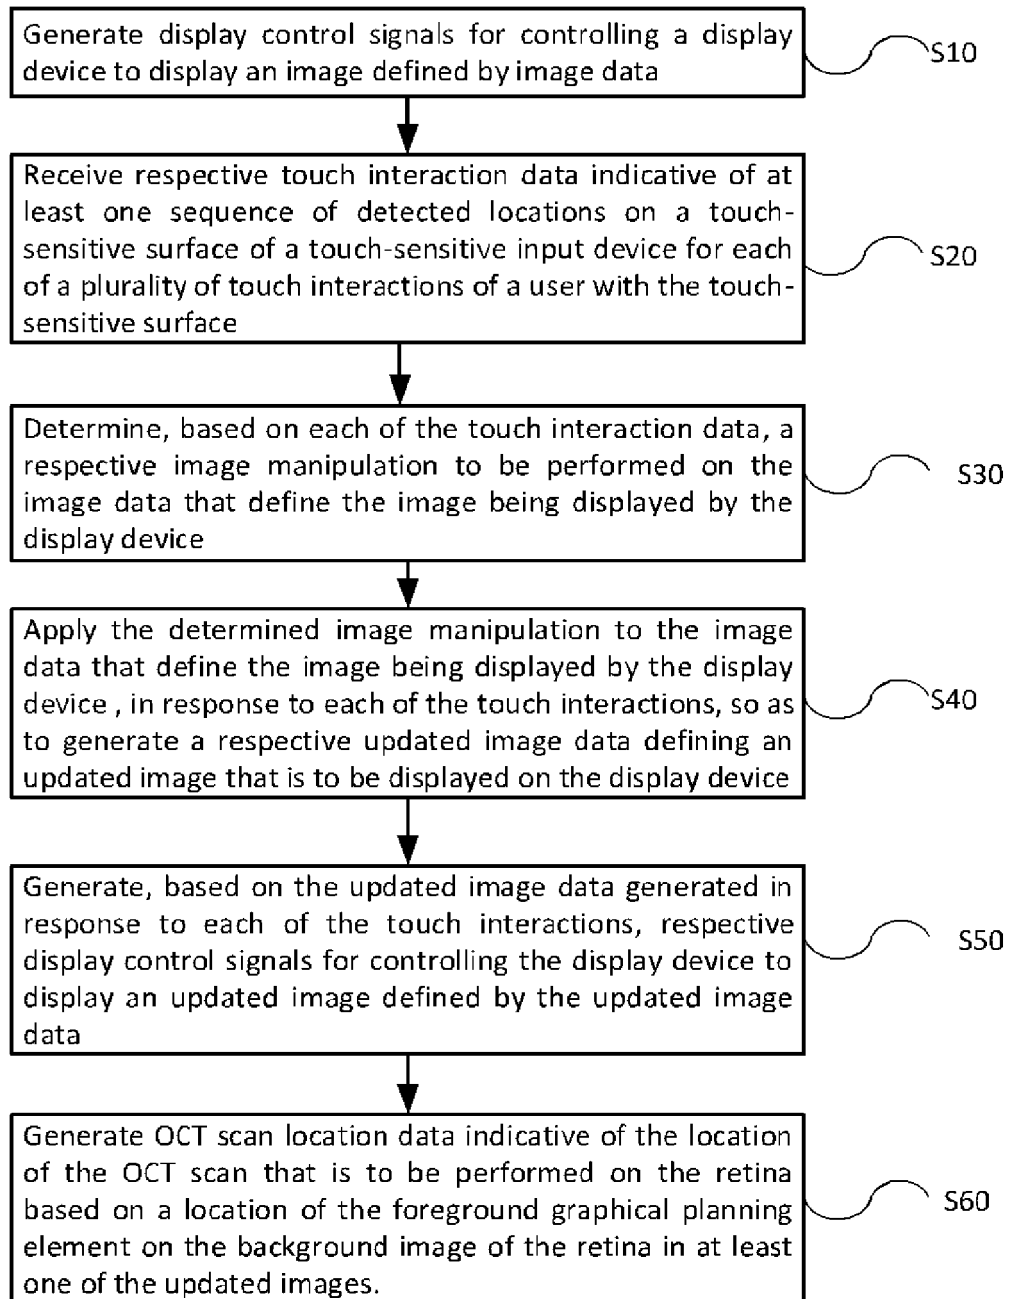 Generate display control signals for controlling a display
device to display an image defined by image data
S10
Receive respective touch interaction data indicative of at
least one sequence of detected locations on a touch-
sensitive surface of a touch-sensitive input device for each
of a plurality of touch interactions of a user with the touch-
sensitive surface
S20
Determine, based on each of the touch interaction data, a
respective image manipulation to be performed on the
image data that define the image being displayed by the
display device
S30
Apply the determined image manipulation to the image
data that define the image being displayed by the display
device , in response to each of the touch interactions, so as
to generate a respective updated image data defining an
updated image that is to be displayed on the display device
S40
Generate, based on the updated image data generated in
response to each of the touch interactions, respective
display control signals for controlling the display device to
display an updated image defined by the updated image
data
S50
Generate OCT scan location data indicative of the location
of the OCT scan that is to be performed on the retina
based on a location of the foreground graphical planning
element on the background image of the retina in at least
one of the updated images.
S60